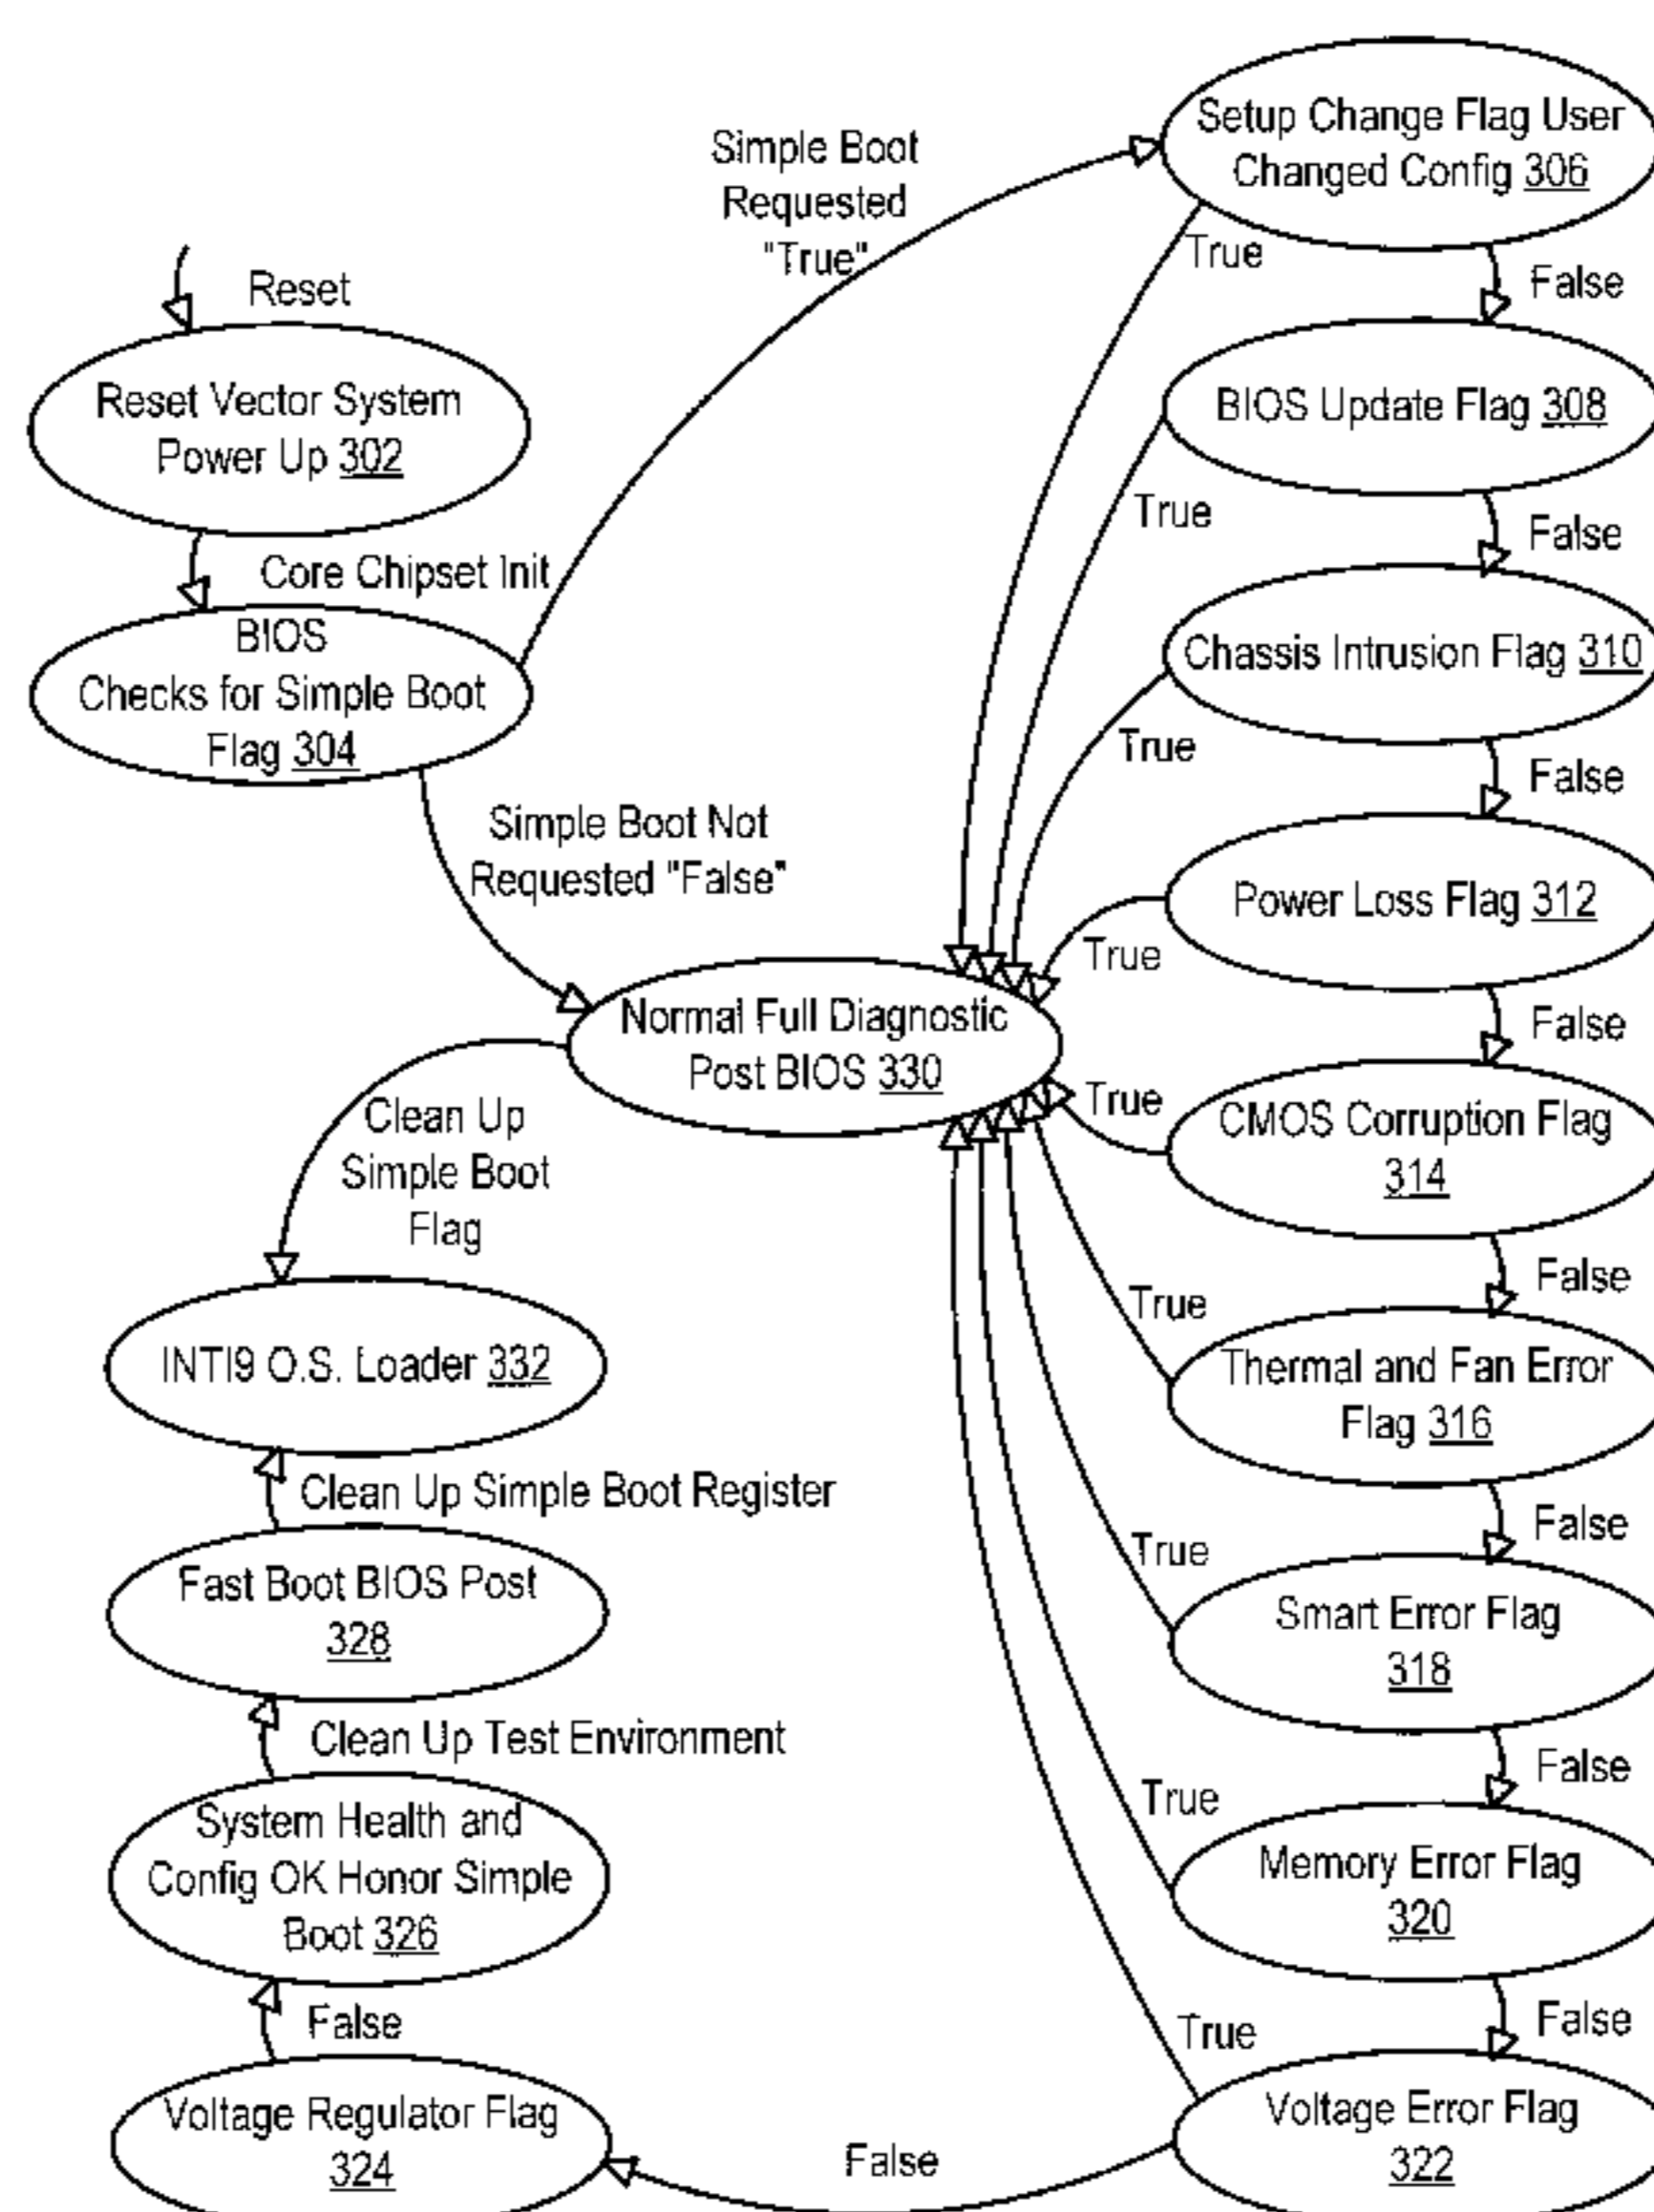 Reset
Reset Vector System
Power Up 302
Core Chipset Init
BIOS
Checks for Simple Boot
Flag 304
Simple Boot
Requested
"True"
Simple Boot Not
Requested "False"
Setup Change Flag User
Changed Config 306
True
False
BIOS Update Flag 308
True
False
Chassis Intrusion Flag 310
True
False
Power Loss Flag 312
True
False
CMOS Corruption Flag
314
True
False
Thermal and Fan Error
Flag 316
True
False
Smart Error Flag
318
True
False
Memory Error Flag
320
True
False
Voltage Error Flag
322
True
False
Normal Full Diagnostic
Post BIOS 330
Clean Up
Simple Boot
Flag
INTI9 O.S. Loader 332
Clean Up Simple Boot Register
Fast Boot BIOS Post
328
Clean Up Test Environment
System Health and
Config OK Honor Simple
Boot 326
False
Voltage Regulator Flag
324